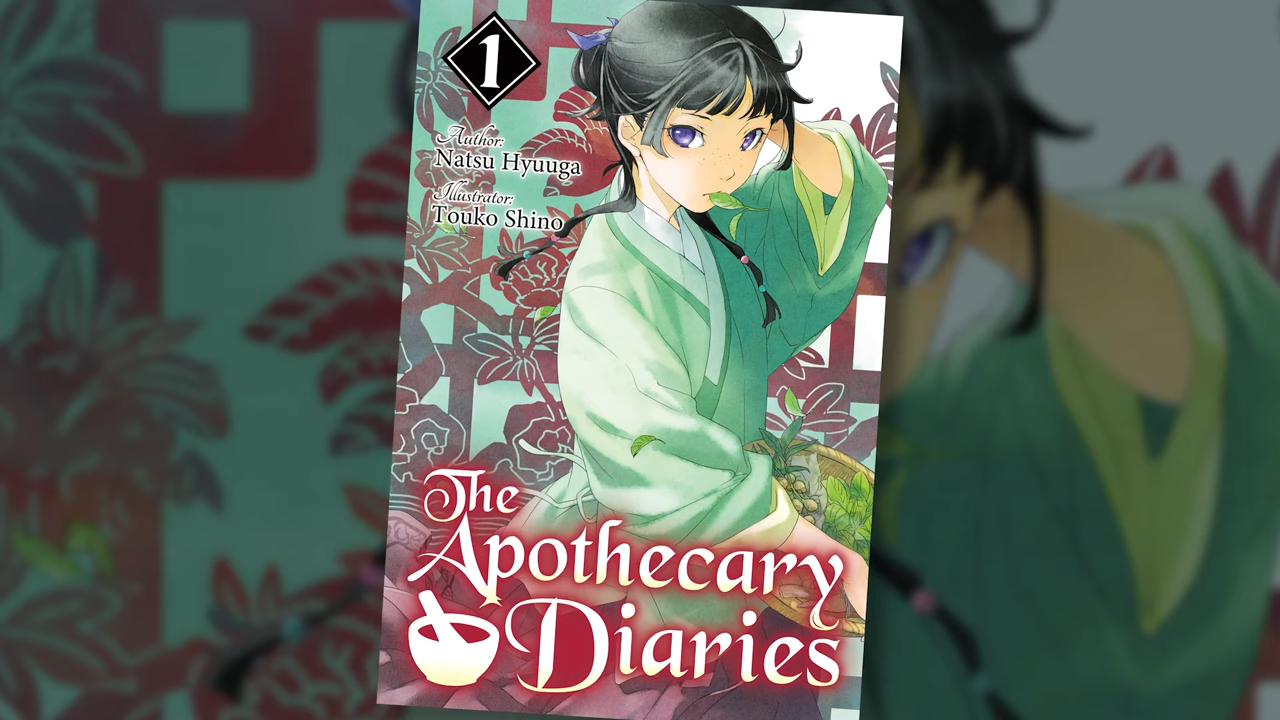 1
Author:
Natsu Hyuuga
Illustrator:
Touko Shino
The
Apothecary
Diaries